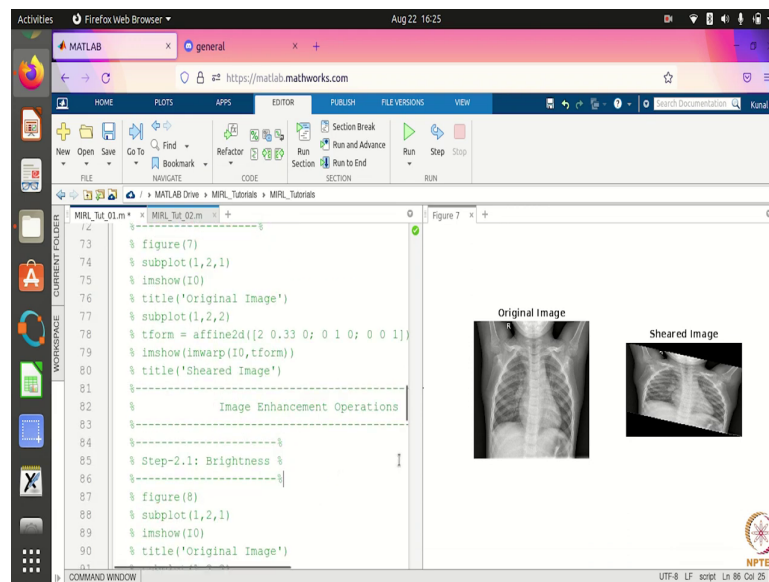 Activities
Firefox Web Browser
Aug 22 16:25
MATLAB
general
https://matlab.mathworks.com
HOME
PLOTS
APPS
EDITOR
PUBLISH
FILE VERSIONS
VIEW
Search Documentation
Kunal
New
Open
Save
Go To
Find
Bookmark
Refactor
Run Section
Section Break
Run and Advance
Run to End
Run
Step
Stop
FILE
NAVIGATE
CODE
SECTION
RUN
/ > MATLAB Drive > MIRL_Tutorials > MIRL_Tutorials
CURRENT FOLDER
WORKSPACE
MIRL_Tut_01.m *
MIRL_Tut_02.m
Figure 7
72 %-------------------%
73 % figure(7)
74 % subplot(1,2,1)
75 % imshow(I0)
76 % title('Original Image')
77 % subplot(1,2,2)
78 % tform = affine2d([2 0.33 0; 0 1 0; 0 0 1])
79 % imshow(imwarp(I0,tform))
80 % title('Sheared Image')
81 %----------------------------------------
82 % Image Enhancement Operations
83 %----------------------------------------
84 %---------------------%
85 % Step-2.1: Brightness %
86 %---------------------%
87 % figure(8)
88 % subplot(1,2,1)
89 % imshow(I0)
90 % title('Original Image')
Original Image
R
Sheared Image
NPTE
COMMAND WINDOW
UTF-8 LF script Ln 86 Col 25